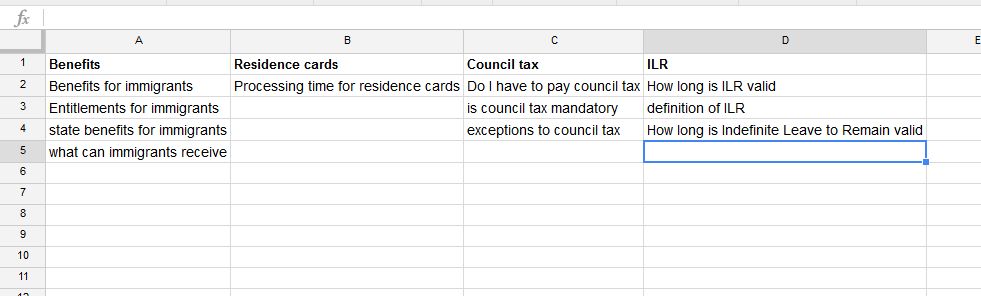 fx
A B C D E
1 Benefits Residence cards Council tax ILR
2 Benefits for immigrants Processing time for residence cards Do I have to pay council tax How long is ILR valid
3 Entitlements for immigrants is council tax mandatory definition of ILR
4 state benefits for immigrants exceptions to council tax How long is Indefinite Leave to Remain valid
5 what can immigrants receive
6
7
8
9
10
11
12